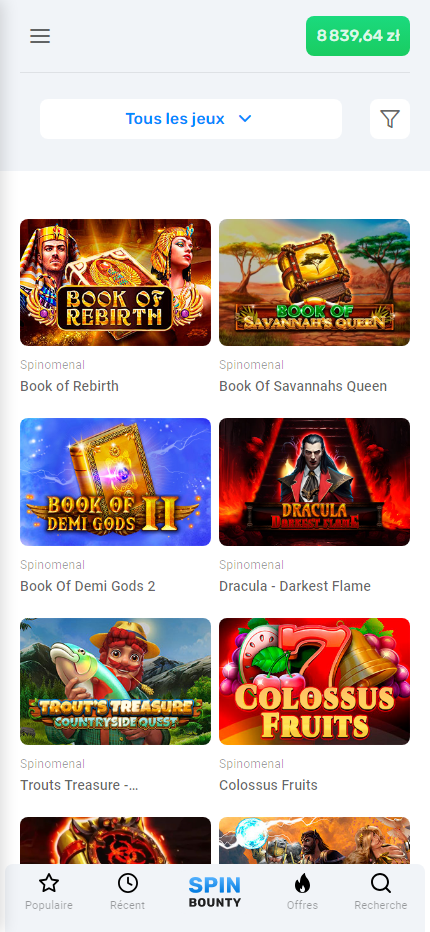 8 839,64 zł
Tous les jeux
BOOK OF
REBIRTH
BOOK OF
SAVANNAH'S QUEEN
Spinomenal
Book of Rebirth
Spinomenal
Book Of Savannahs Queen
BOOK OF
DEMI GODS II
DRACULA
DARKEST FLAME
Spinomenal
Book Of Demi Gods 2
Spinomenal
Dracula - Darkest Flame
TROUT'S TREASURE
COUNTRYSIDE QUEST
COLOSSUS
FRUITS
Spinomenal
Trouts Treasure -...
Spinomenal
Colossus Fruits
Populaire
Récent
SPIN
BOUNTY
Offres
Recherche